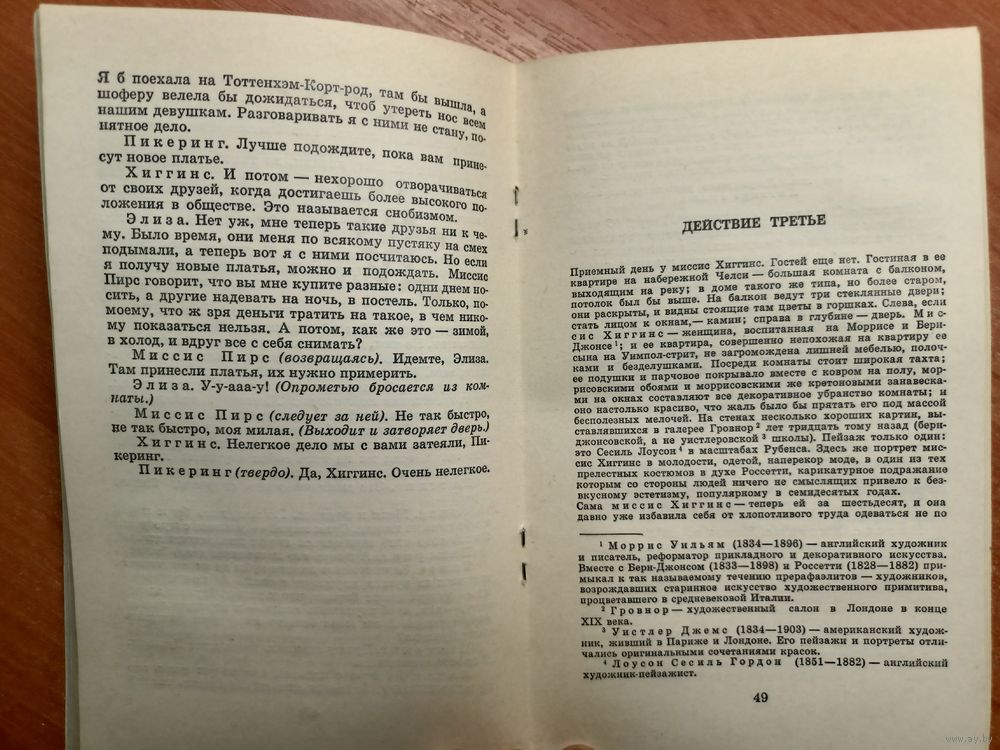 Я б поехала на Тоттенхэм-Корт-род, там бы вышла, а
шоферу велела бы дожидаться, чтоб утереть нос всем
нашим девушкам. Разговаривать я с ними не стану, по-
нятное дело.
Пикеринг. Лучше подождите, пока вам прине-
сут новое платье.
Хиггинс. И потом — нехорошо отворачиваться
от своих друзей, когда достигаешь более высокого по-
ложения в обществе. Это называется снобизмом.
Элиза. Нет уж, мне теперь такие друзья ни к че-
му. Было время, они меня по всякому пустяку на смех
подымали, а теперь вот я с ними посчитаюсь. Но если
я получу новые платья, можно и подождать. Миссис
Пирс говорит, что вы мне купите разные: одни днем но-
сить, а другие надевать на ночь, в постель. Только, по-
моему, что ж зря деньги тратить на такое, в чем нико-
му показаться нельзя. А потом, как же это — зимой,
в холод, и вдруг все с себя снимать?
Миссис Пирс (возвращаясь). Идемте, Элиза.
Там принесли платья, их нужно примерить.
Элиза. У-у-ааа-у! (Опрометью бросается из ком-
наты.)
Миссис Пирс (следует за ней). Не так быстро,
не так быстро, моя милая. (Выходит и затворяет дверь.)
Хиггинс. Нелегкое дело мы с вами затеяли, Пи-
керинг.
Пикеринг (твердо). Да, Хиггинс. Очень нелегкое.
ДЕЙСТВИЕ ТРЕТЬЕ
Приемный день у миссис Хиггинс. Гостей еще нет. Гостиная в ее
квартире на набережной Челси — большая комната с балконом,
выходящим на реку; в доме такого же типа, но более старом,
потолок был бы выше. На балкон ведут три стеклянные двери;
они раскрыты, и видны стоящие там цветы в горшках. Слева, если
стать лицом к окнам, — камин; справа в глубине — дверь. Мис-
сис Хиггинс — женщина, воспитанная на Моррисе и Берн-
Джонсе¹; и ее квартира, совершенно непохожая на квартиру ее
сына на Уимпол-стрит, не загромождена лишней мебелью, полоч-
ками и безделушками. Посреди комнаты стоит широкая тахта;
ее подушки и парчовое покрывало вместе с ковром на полу, мор-
рисовскими обоями и моррисовскими же кретоновыми занавеска-
ми на окнах составляют все декоративное убранство комнаты; и
оно настолько красиво, что жаль было бы прятать его под массой
бесполезных мелочей. На стенах несколько хороших картин, вы-
ставлявшихся в галерее Гровнор² лет тридцать тому назад (берн-
джонсовской, а не уистлеровской³ школы). Пейзаж только один:
это Сесиль Лоусон⁴ в масштабах Рубенса. Здесь же портрет мис-
сис Хиггинс в молодости, одетой, наперекор моде, в один из тех
прелестных костюмов в духе Россетти, карикатурное подражание
которым со стороны людей ничего не смыслящих привело к без-
вкусному эстетизму, популярному в семидесятых годах.
Сама миссис Хиггинс — теперь ей за шестьдесят, и она
давно уже избавила себя от хлопотливого труда одеваться не по
¹ Моррис Уильям (1834—1896) — английский художник
и писатель, реформатор прикладного и декоративного искусства.
Вместе с Берн-Джонсом (1833—1898) и Россетти (1828—1882) при-
мыкал к так называемому течению прерафаэлитов — художников,
возрождавших старинное искусство художественного примитива,
процветавшего в средневековой Италии.
² Гровнор — художественный салон в Лондоне в конце
XIX века.
³ Уистлер Джемс (1834—1903) — американский худож-
ник, живший в Париже и Лондоне. Его пейзажи и портреты отли-
чались оригинальными сочетаниями красок.
⁴ Лоусон Сесиль Гордон (1851—1882) — английский
художник-пейзажист.
49
www.ay.by